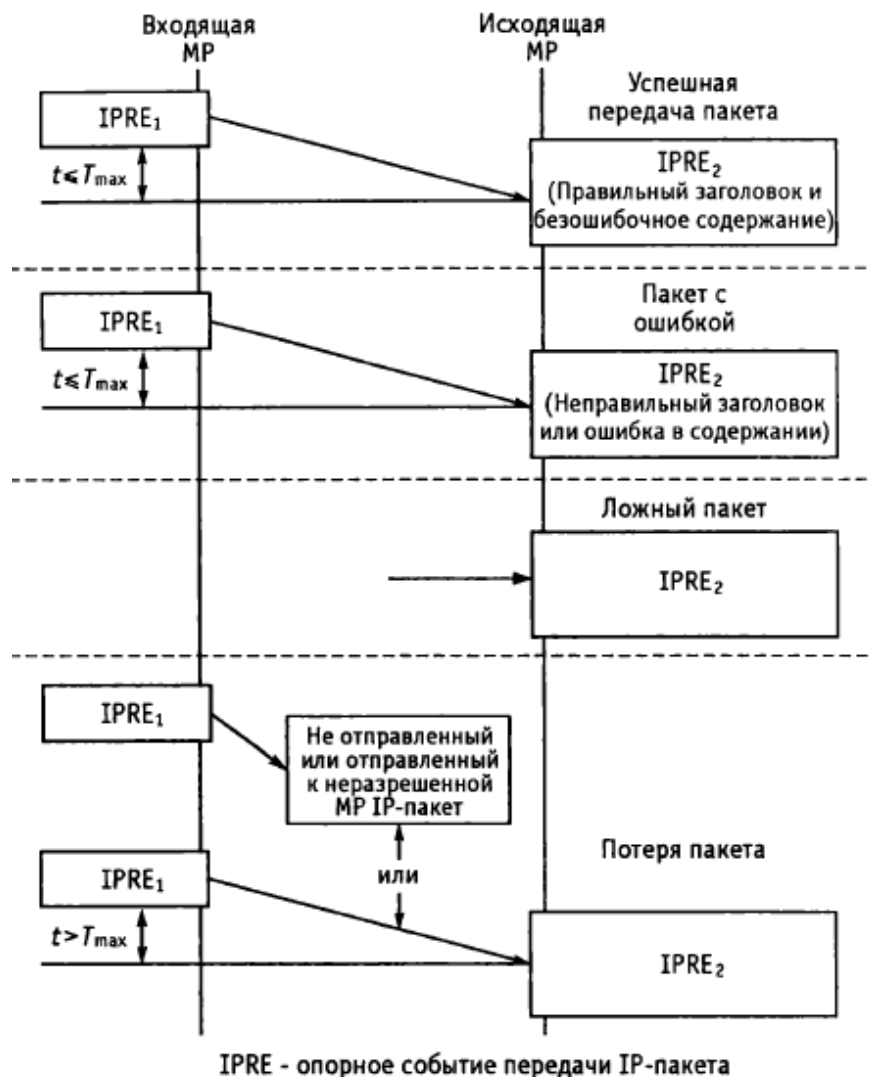 Входящая
МР
Исходящая
МР
Успешная
передача пакета
IPRE₁
t⩽Tmax
IPRE₂
(Правильный заголовок и
безошибочное содержание)
Пакет с
ошибкой
IPRE₁
t⩽Tmax
IPRE₂
(Неправильный заголовок
или ошибка в содержании)
Ложный пакет
IPRE₂
IPRE₁
Не отправленный
или отправленный
к неразрешенной
МР IP-пакет
или
Потеря пакета
IPRE₁
t>Tmax
IPRE₂
IPRE - опорное событие передачи IP-пакета